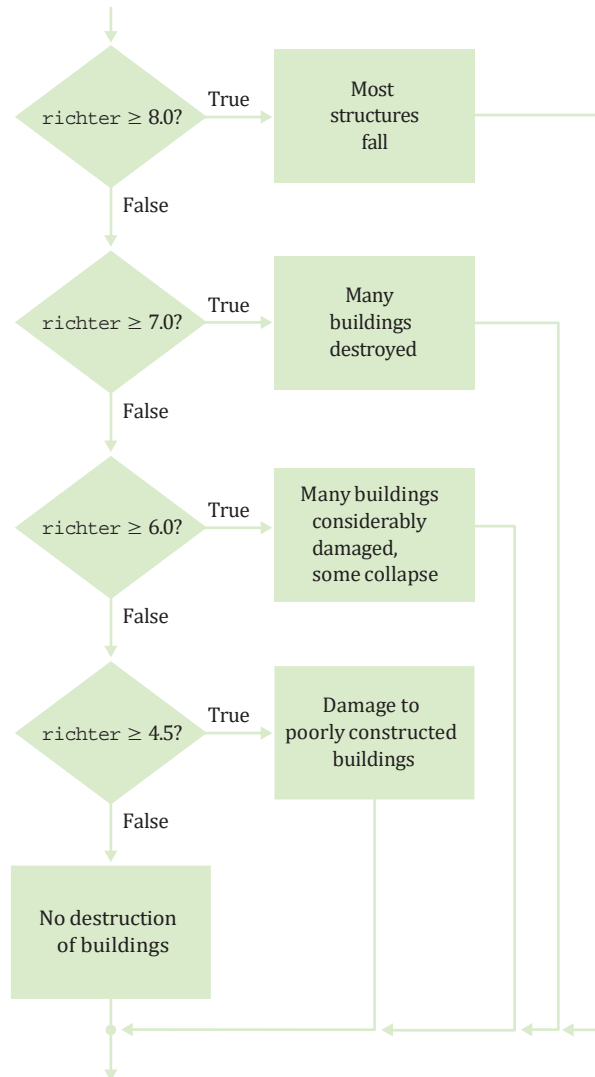 richter ≥ 8.0?
True
Most
structures
fall
False
richter ≥ 7.0?
True
Many
buildings
destroyed
False
richter ≥ 6.0?
True
Many buildings
considerably
damaged,
some collapse
False
richter ≥ 4.5?
True
Damage to
poorly constructed
buildings
False
No destruction
of buildings